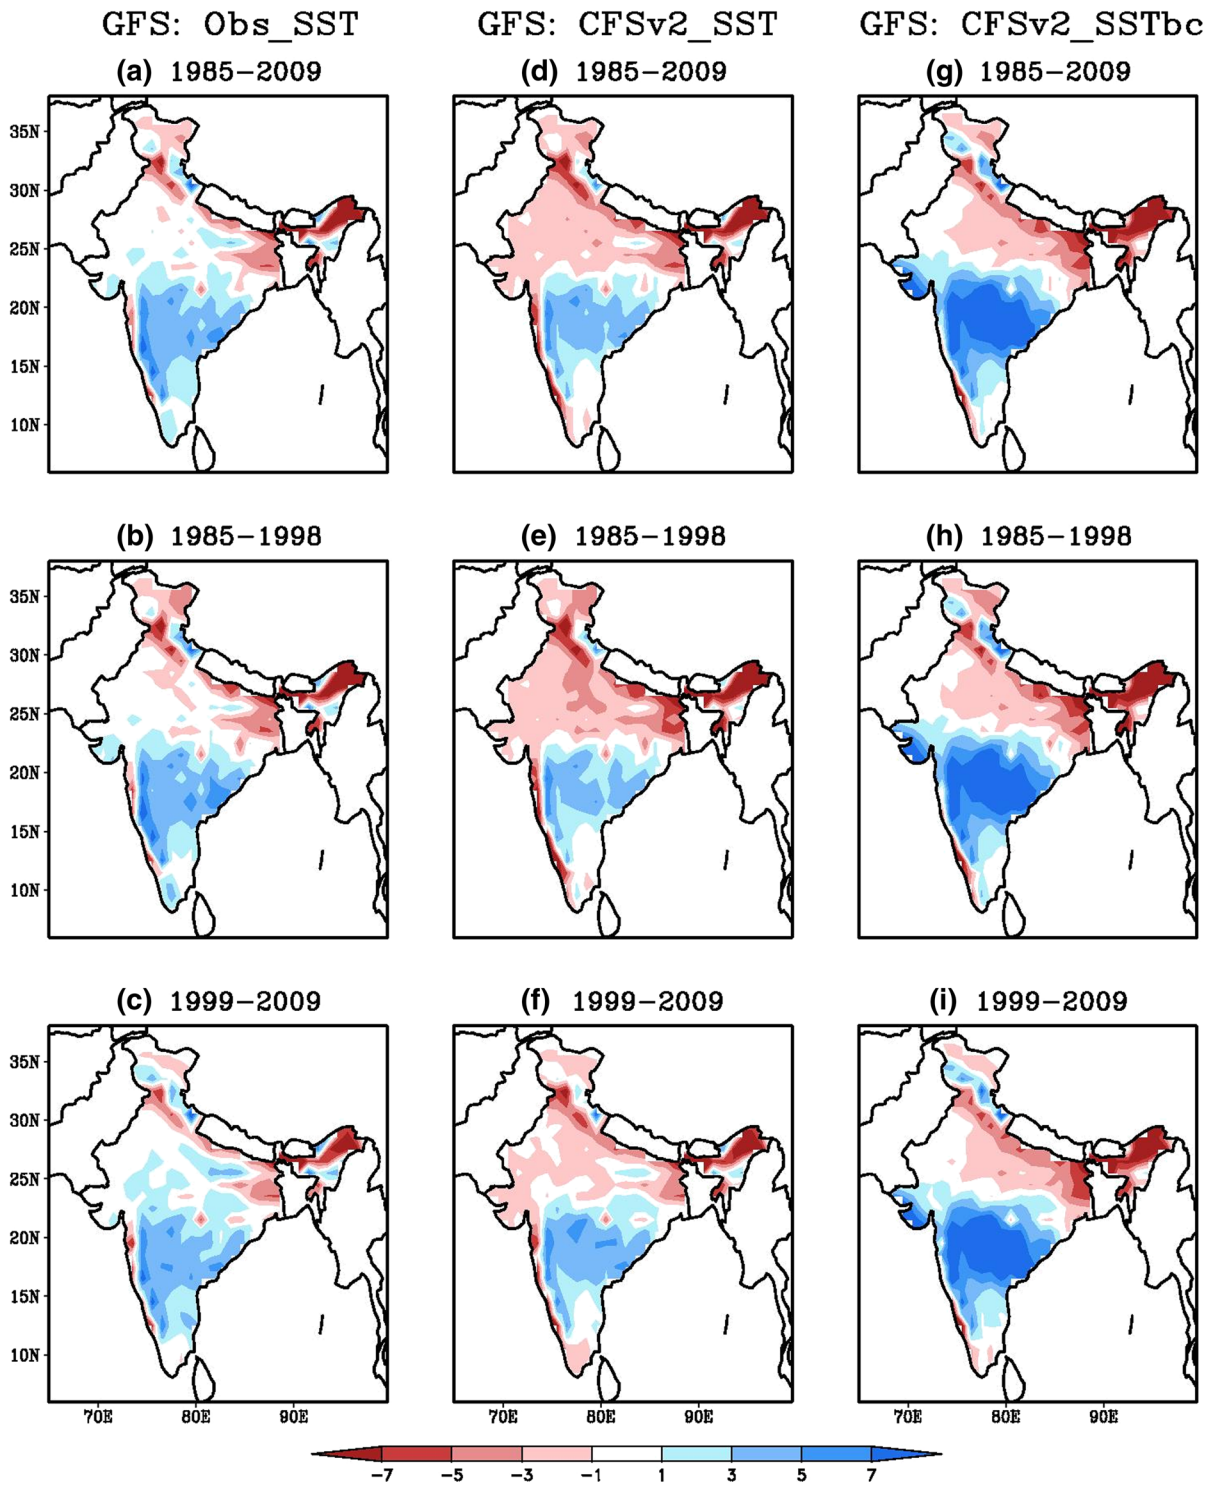 GFS: Obs_SST GFS: CFSv2_SST GFS: CFSv2_SSTbc
(a) 1985-2009 (d) 1985-2009 (g) 1985-2009
35N
30N
25N
20N
15N
10N
(b) 1985-1998 (e) 1985-1998 (h) 1985-1998
35N
30N
25N
20N
15N
10N
(c) 1999-2009 (f) 1999-2009 (i) 1999-2009
35N
30N
25N
20N
15N
10N
70E 80E 90E 70E 80E 90E 70E 80E 90E
-7 -5 -3 -1 1 3 5 7